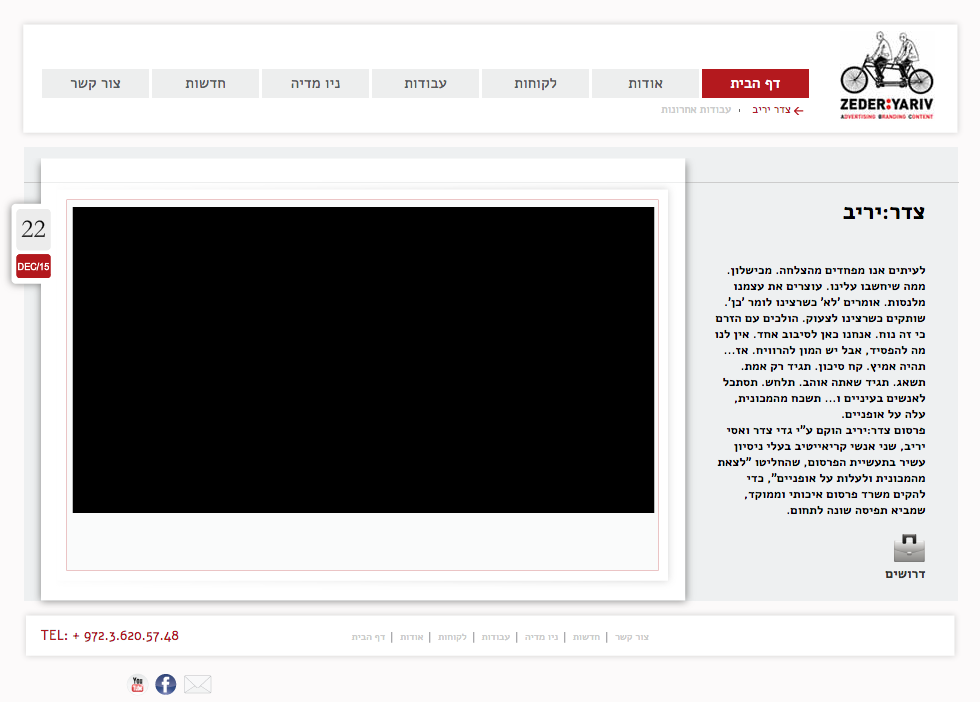 ZEDER:YARIV
ADVERTISING BRANDING CONTENT
דף הבית
אודות
לקוחות
עבודות
ניו מדיה
חדשות
צור קשר
צדר יריב › עבודות אחרונות
22
DEC/15
צדר:יריב
לעיתים אנו מפחדים מהצלחה. מכישלון.
ממה שיחשבו עלינו. עוצרים את עצמנו
מלנסות. אומרים 'לא' כשרצינו לומר 'כן'.
שותקים כשרצינו לצעוק. הולכים עם הזרם
כי זה נוח. אנחנו כאן לסיבוב אחד. אין לנו
מה להפסיד, אבל יש המון להרוויח. אז...
תהיה אמיץ. קח סיכון. תגיד רק אמת.
תשאג. תגיד שאתה אוהב. תלחש. תסתכל
לאנשים בעיניים ו... תשכח מהמכונית,
עלה על אופניים.
פרסום צדר:יריב הוקם ע"י גדי צדר ואסי
יריב, שני אנשי קריאייטיב בעלי ניסיון
עשיר בתעשיית הפרסום, שהחליטו "לצאת
מהמכונית ולעלות על אופניים", כדי
להקים משרד פרסום איכותי וממוקד,
שמביא תפיסה שונה לתחום.
דרושים
צור קשר | חדשות | ניו מדיה | עבודות | לקוחות | אודות | דף הבית
TEL: + 972.3.620.57.48
You
Tube